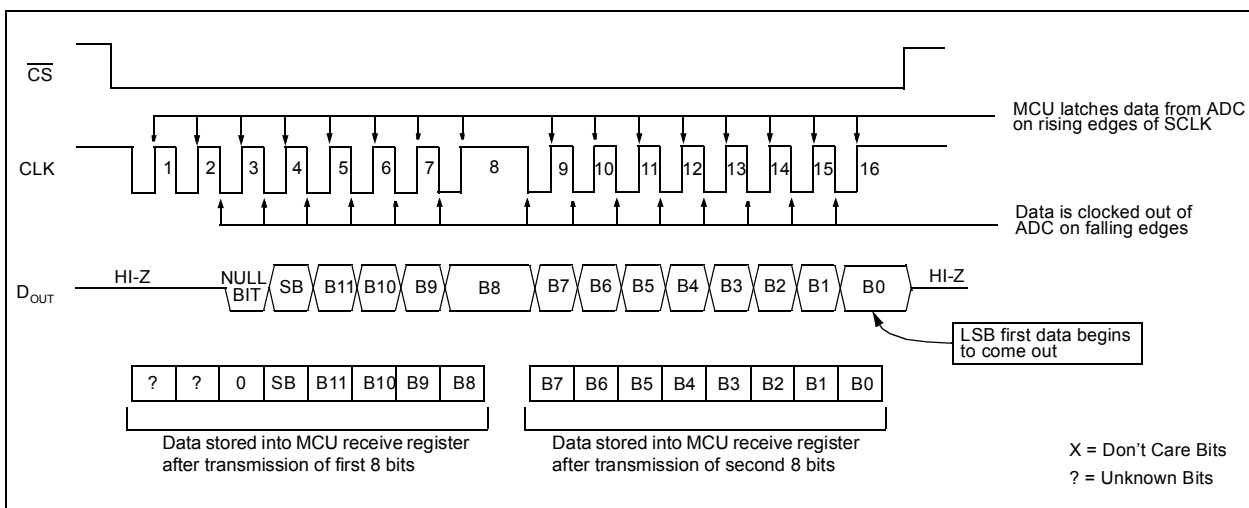 CS
MCU latches data from ADC
on rising edges of SCLK
CLK
1 2 3 4 5 6 7 8 9 10 11 12 13 14 15 16
Data is clocked out of
ADC on falling edges
HI-Z
DOUT
NULL
BIT
SB B11 B10 B9 B8 B7 B6 B5 B4 B3 B2 B1 B0
HI-Z
LSB first data begins
to come out
? ? 0 SB B11 B10 B9 B8
B7 B6 B5 B4 B3 B2 B1 B0
Data stored into MCU receive register
after transmission of first 8 bits
Data stored into MCU receive register
after transmission of second 8 bits
X = Don't Care Bits
? = Unknown Bits